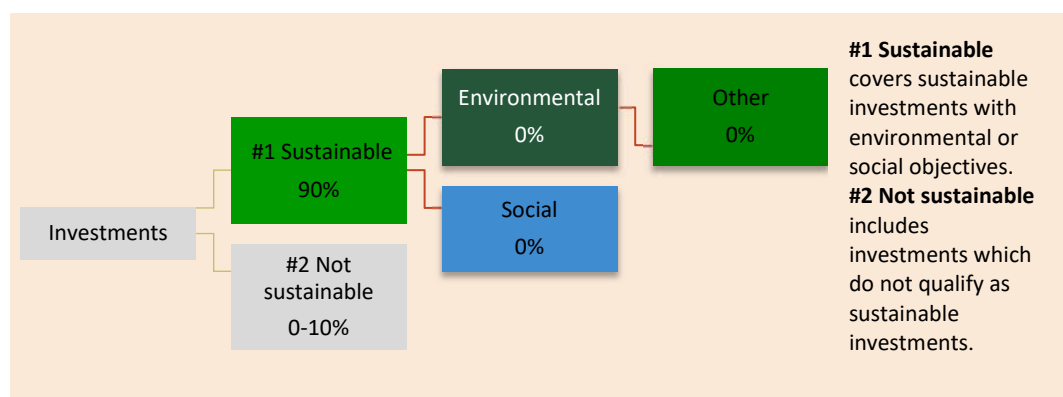 Investments
#1 Sustainable
90%
#2 Not
sustainable
0-10%
Environmental
0%
Social
0%
Other
0%
#1 Sustainable
covers sustainable
investments with
environmental or
social objectives.
#2 Not sustainable
includes
investments which
do not qualify as
sustainable
investments.